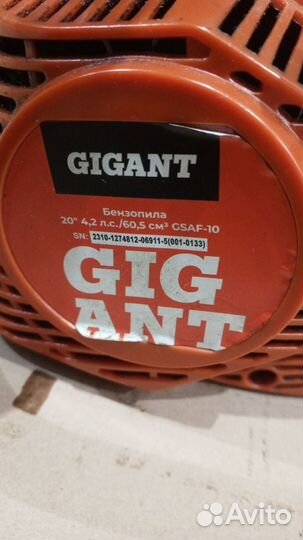 GIGANT
Бензопила
20" 4,2 л.с./60,5 см³ GSAF-10
SN: 2310-1274812-06911-5(001-0133)
GIG
ANT
Avito